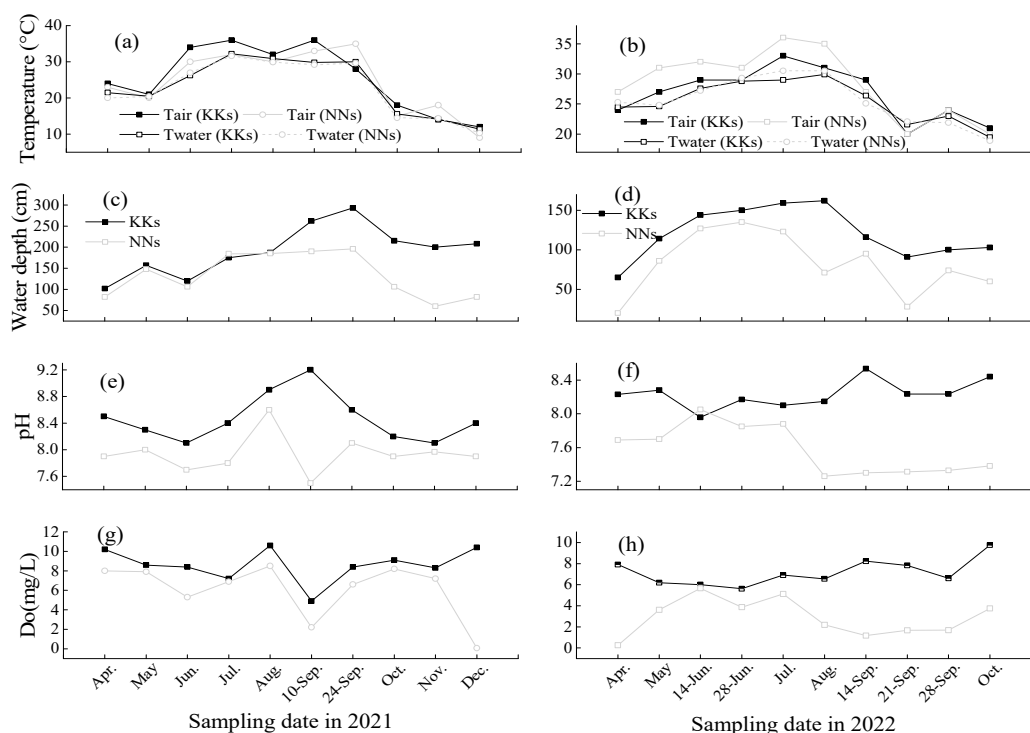 (a)
Temperature (°C)
40
30
20
10
Tair (KKs)
Tair (NNs)
Twater (KKs)
Twater (NNs)
(b)
35
30
25
20
Tair (KKs)
Tair (NNs)
Twater (KKs)
Twater (NNs)
(c)
Water depth (cm)
300
250
200
150
100
50
KKs
NNs
(d)
150
100
50
KKs
NNs
(e)
pH
9.2
8.8
8.4
8.0
7.6
(f)
8.4
8.0
7.6
7.2
(g)
Do(mg/L)
12
10
8
6
4
2
0
Apr.
May
Jun.
Jul.
Aug.
10-Sep.
24-Sep.
Oct.
Nov.
Dec.
Sampling date in 2021
(h)
10
8
6
4
2
0
Apr.
May
14-Jun.
28-Jun.
Jul.
Aug.
14-Sep.
21-Sep.
28-Sep.
Oct.
Sampling date in 2022